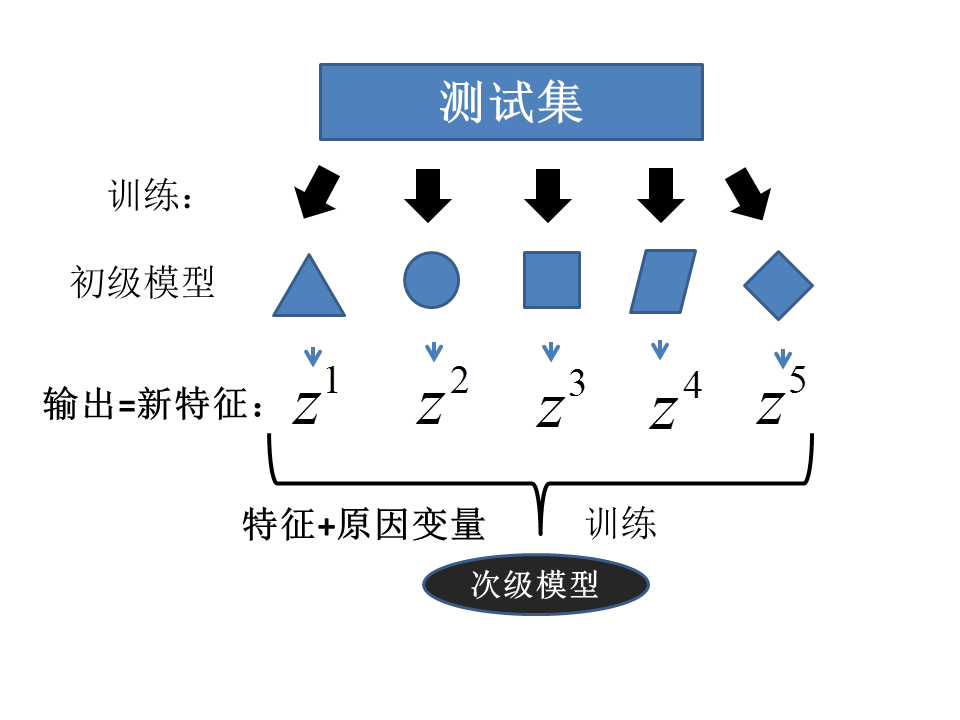 测试集
训练：
初级模型
输出=新特征： z^1 z^2 z^3 z^4 z^5
特征+原因变量 训练
次级模型